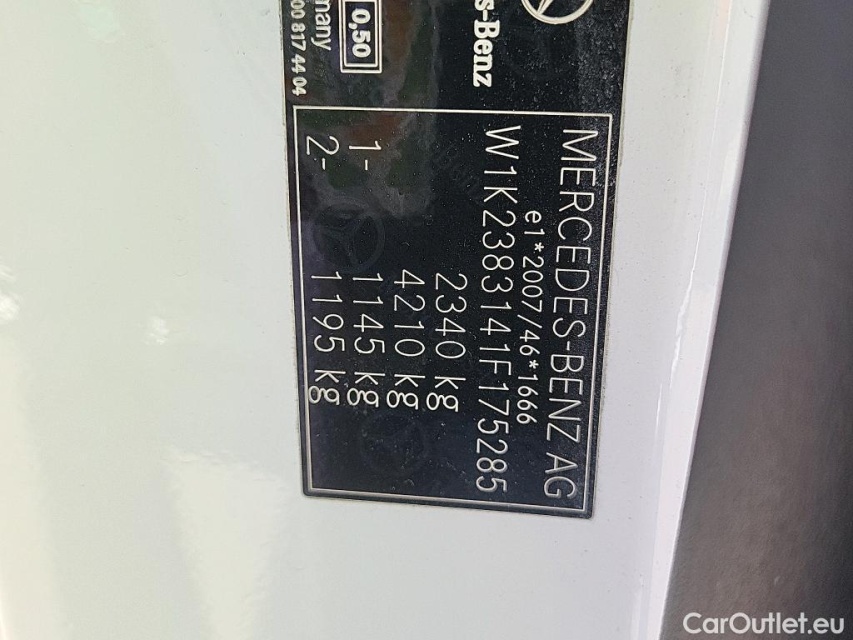 s-Benz
0,50
many
00 817 44 04
MERCEDES-BENZ AG
e1*2007/46*1666
W1K2383141F175285
2340 kg
4210 kg
1- 1145 kg
2- 1195 kg
CarOutlet.eu